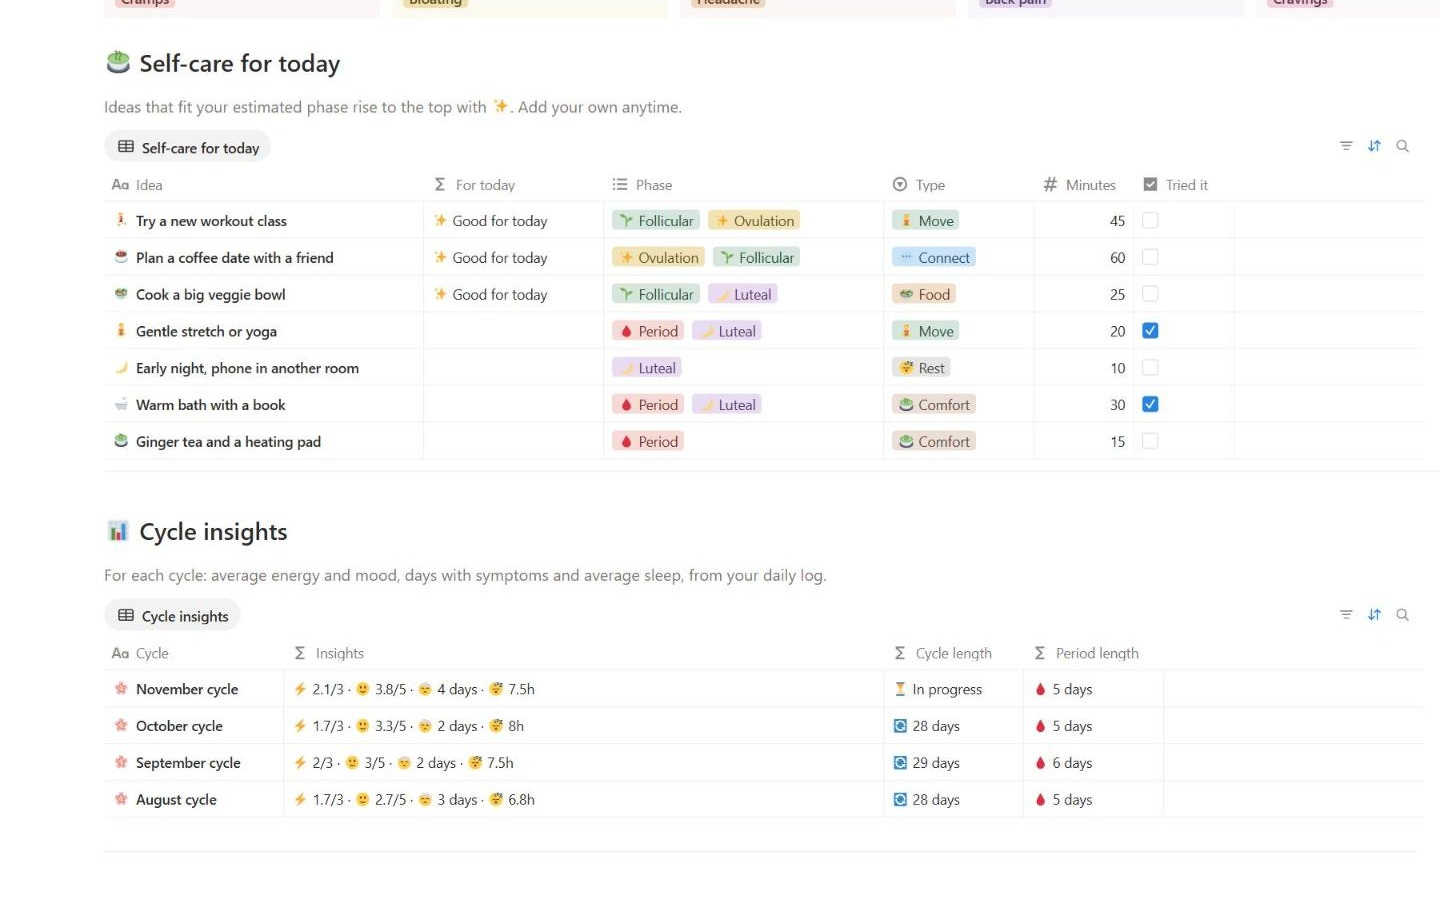 Cramps Bloating Headache Back pain Cravings
Self-care for today
Ideas that fit your estimated phase rise to the top with ✨. Add your own anytime.
Self-care for today
Aa Idea Σ For today Phase Type # Minutes Tried it
Try a new workout class ✨ Good for today Follicular ✨ Ovulation Move 45
Plan a coffee date with a friend ✨ Good for today ✨ Ovulation Follicular Connect 60
Cook a big veggie bowl ✨ Good for today Follicular Luteal Food 25
Gentle stretch or yoga Period Luteal Move 20
Early night, phone in another room Luteal Rest 10
Warm bath with a book Period Luteal Comfort 30
Ginger tea and a heating pad Period Comfort 15
Cycle insights
For each cycle: average energy and mood, days with symptoms and average sleep, from your daily log.
Cycle insights
Aa Cycle Σ Insights Σ Cycle length Σ Period length
November cycle ⚡ 2.1/3 · 🙂 3.8/5 · 4 days · 😴 7.5h ⏳ In progress 🩸 5 days
October cycle ⚡ 1.7/3 · 🙂 3.3/5 · 2 days · 😴 8h 🔄 28 days 🩸 5 days
September cycle ⚡ 2/3 · 🙂 3/5 · 2 days · 😴 7.5h 🔄 29 days 🩸 6 days
August cycle ⚡ 1.7/3 · 🙂 2.7/5 · 3 days · 😴 6.8h 🔄 28 days 🩸 5 days